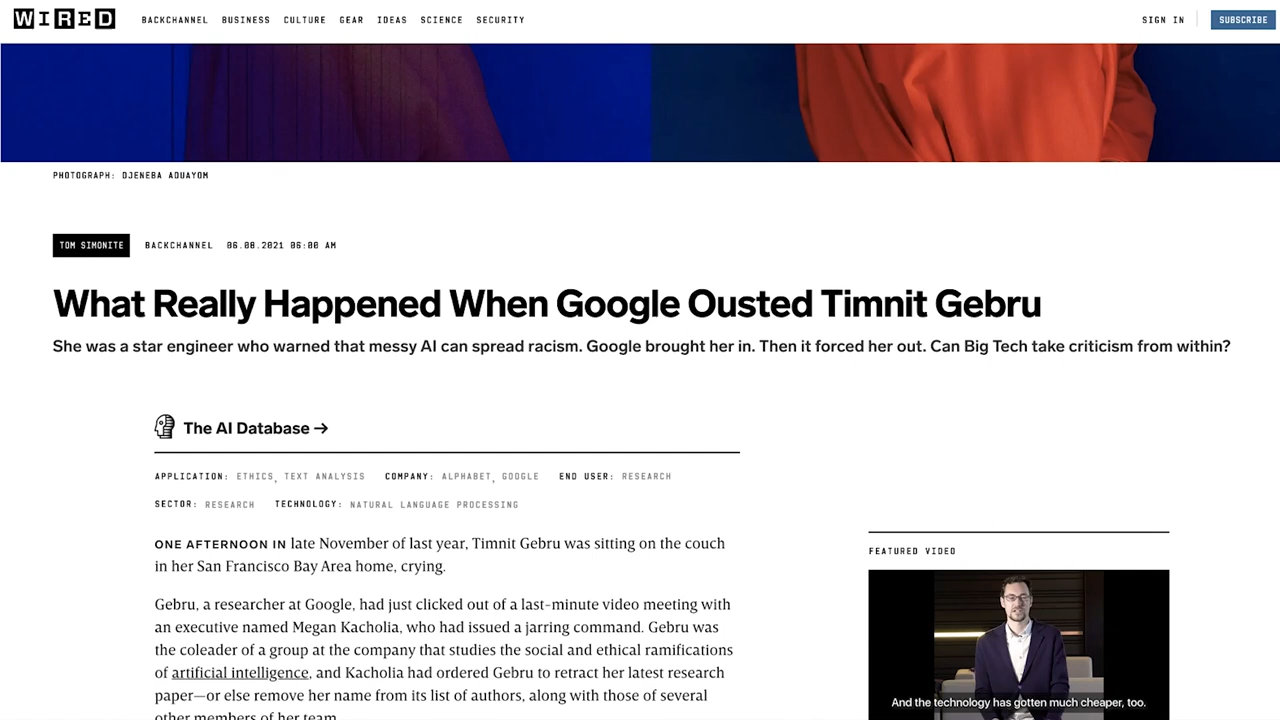 WIRED
BACKCHANNEL BUSINESS CULTURE GEAR IDEAS SCIENCE SECURITY
SIGN IN
SUBSCRIBE
PHOTOGRAPH: DJENEBA ADUAYOM
TOM SIMONITE
BACKCHANNEL 06.08.2021 06:00 AM
What Really Happened When Google Ousted Timnit Gebru
She was a star engineer who warned that messy AI can spread racism. Google brought her in. Then it forced her out. Can Big Tech take criticism from within?
The AI Database →
APPLICATION: ETHICS, TEXT ANALYSIS COMPANY: ALPHABET, GOOGLE END USER: RESEARCH
SECTOR: RESEARCH TECHNOLOGY: NATURAL LANGUAGE PROCESSING
ONE AFTERNOON IN late November of last year, Timnit Gebru was sitting on the couch
in her San Francisco Bay Area home, crying.
Gebru, a researcher at Google, had just clicked out of a last-minute video meeting with
an executive named Megan Kacholia, who had issued a jarring command. Gebru was
the coleader of a group at the company that studies the social and ethical ramifications
of artificial intelligence, and Kacholia had ordered Gebru to retract her latest research
paper—or else remove her name from its list of authors, along with those of several
other members of her team.
FEATURED VIDEO
And the technology has gotten much cheaper, too.